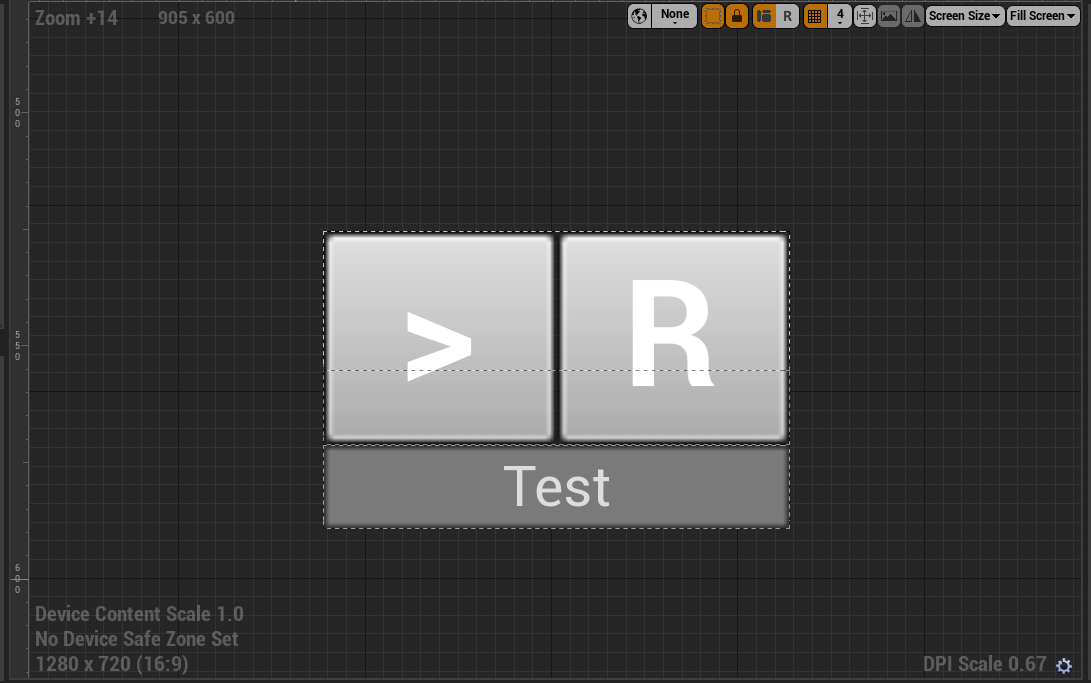 Zoom +14 905 x 600 None R 4 Screen Size Fill Screen
500
550
> R
Test
600
Device Content Scale 1.0
No Device Safe Zone Set
1280 x 720 (16:9) DPI Scale 0.67